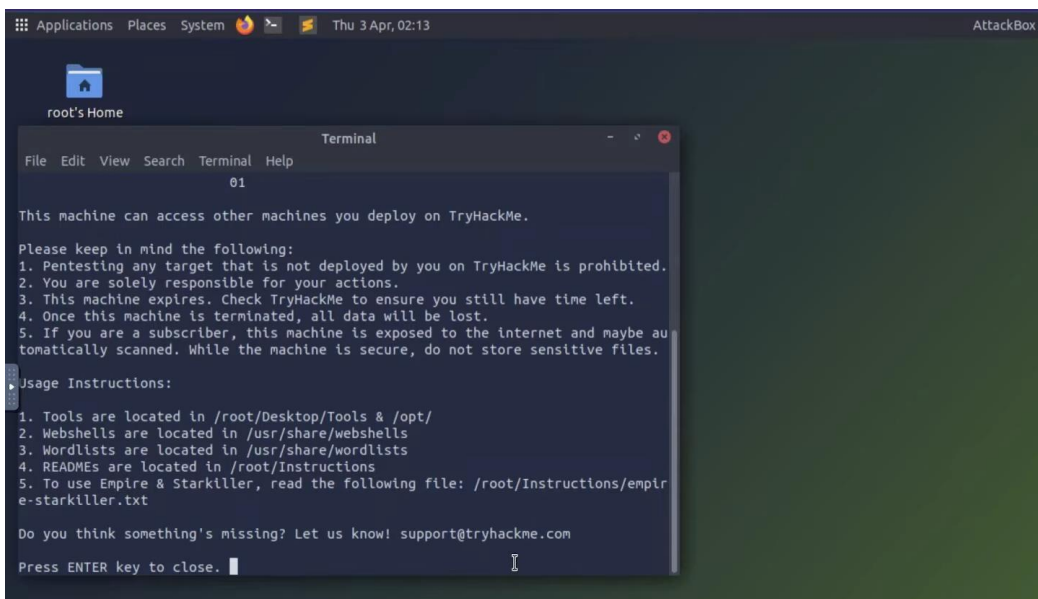 Applications Places System Thu 3 Apr, 02:13 AttackBox
root's Home
Terminal
File Edit View Search Terminal Help
01
This machine can access other machines you deploy on TryHackMe.
Please keep in mind the following:
1. Pentesting any target that is not deployed by you on TryHackMe is prohibited.
2. You are solely responsible for your actions.
3. This machine expires. Check TryHackMe to ensure you still have time left.
4. Once this machine is terminated, all data will be lost.
5. If you are a subscriber, this machine is exposed to the internet and maybe au
tomatically scanned. While the machine is secure, do not store sensitive files.
Usage Instructions:
1. Tools are located in /root/Desktop/Tools & /opt/
2. Webshells are located in /usr/share/webshells
3. Wordlists are located in /usr/share/wordlists
4. READMEs are located in /root/Instructions
5. To use Empire & Starkiller, read the following file: /root/Instructions/empir
e-starkiller.txt
Do you think something's missing? Let us know! support@tryhackme.com
Press ENTER key to close.